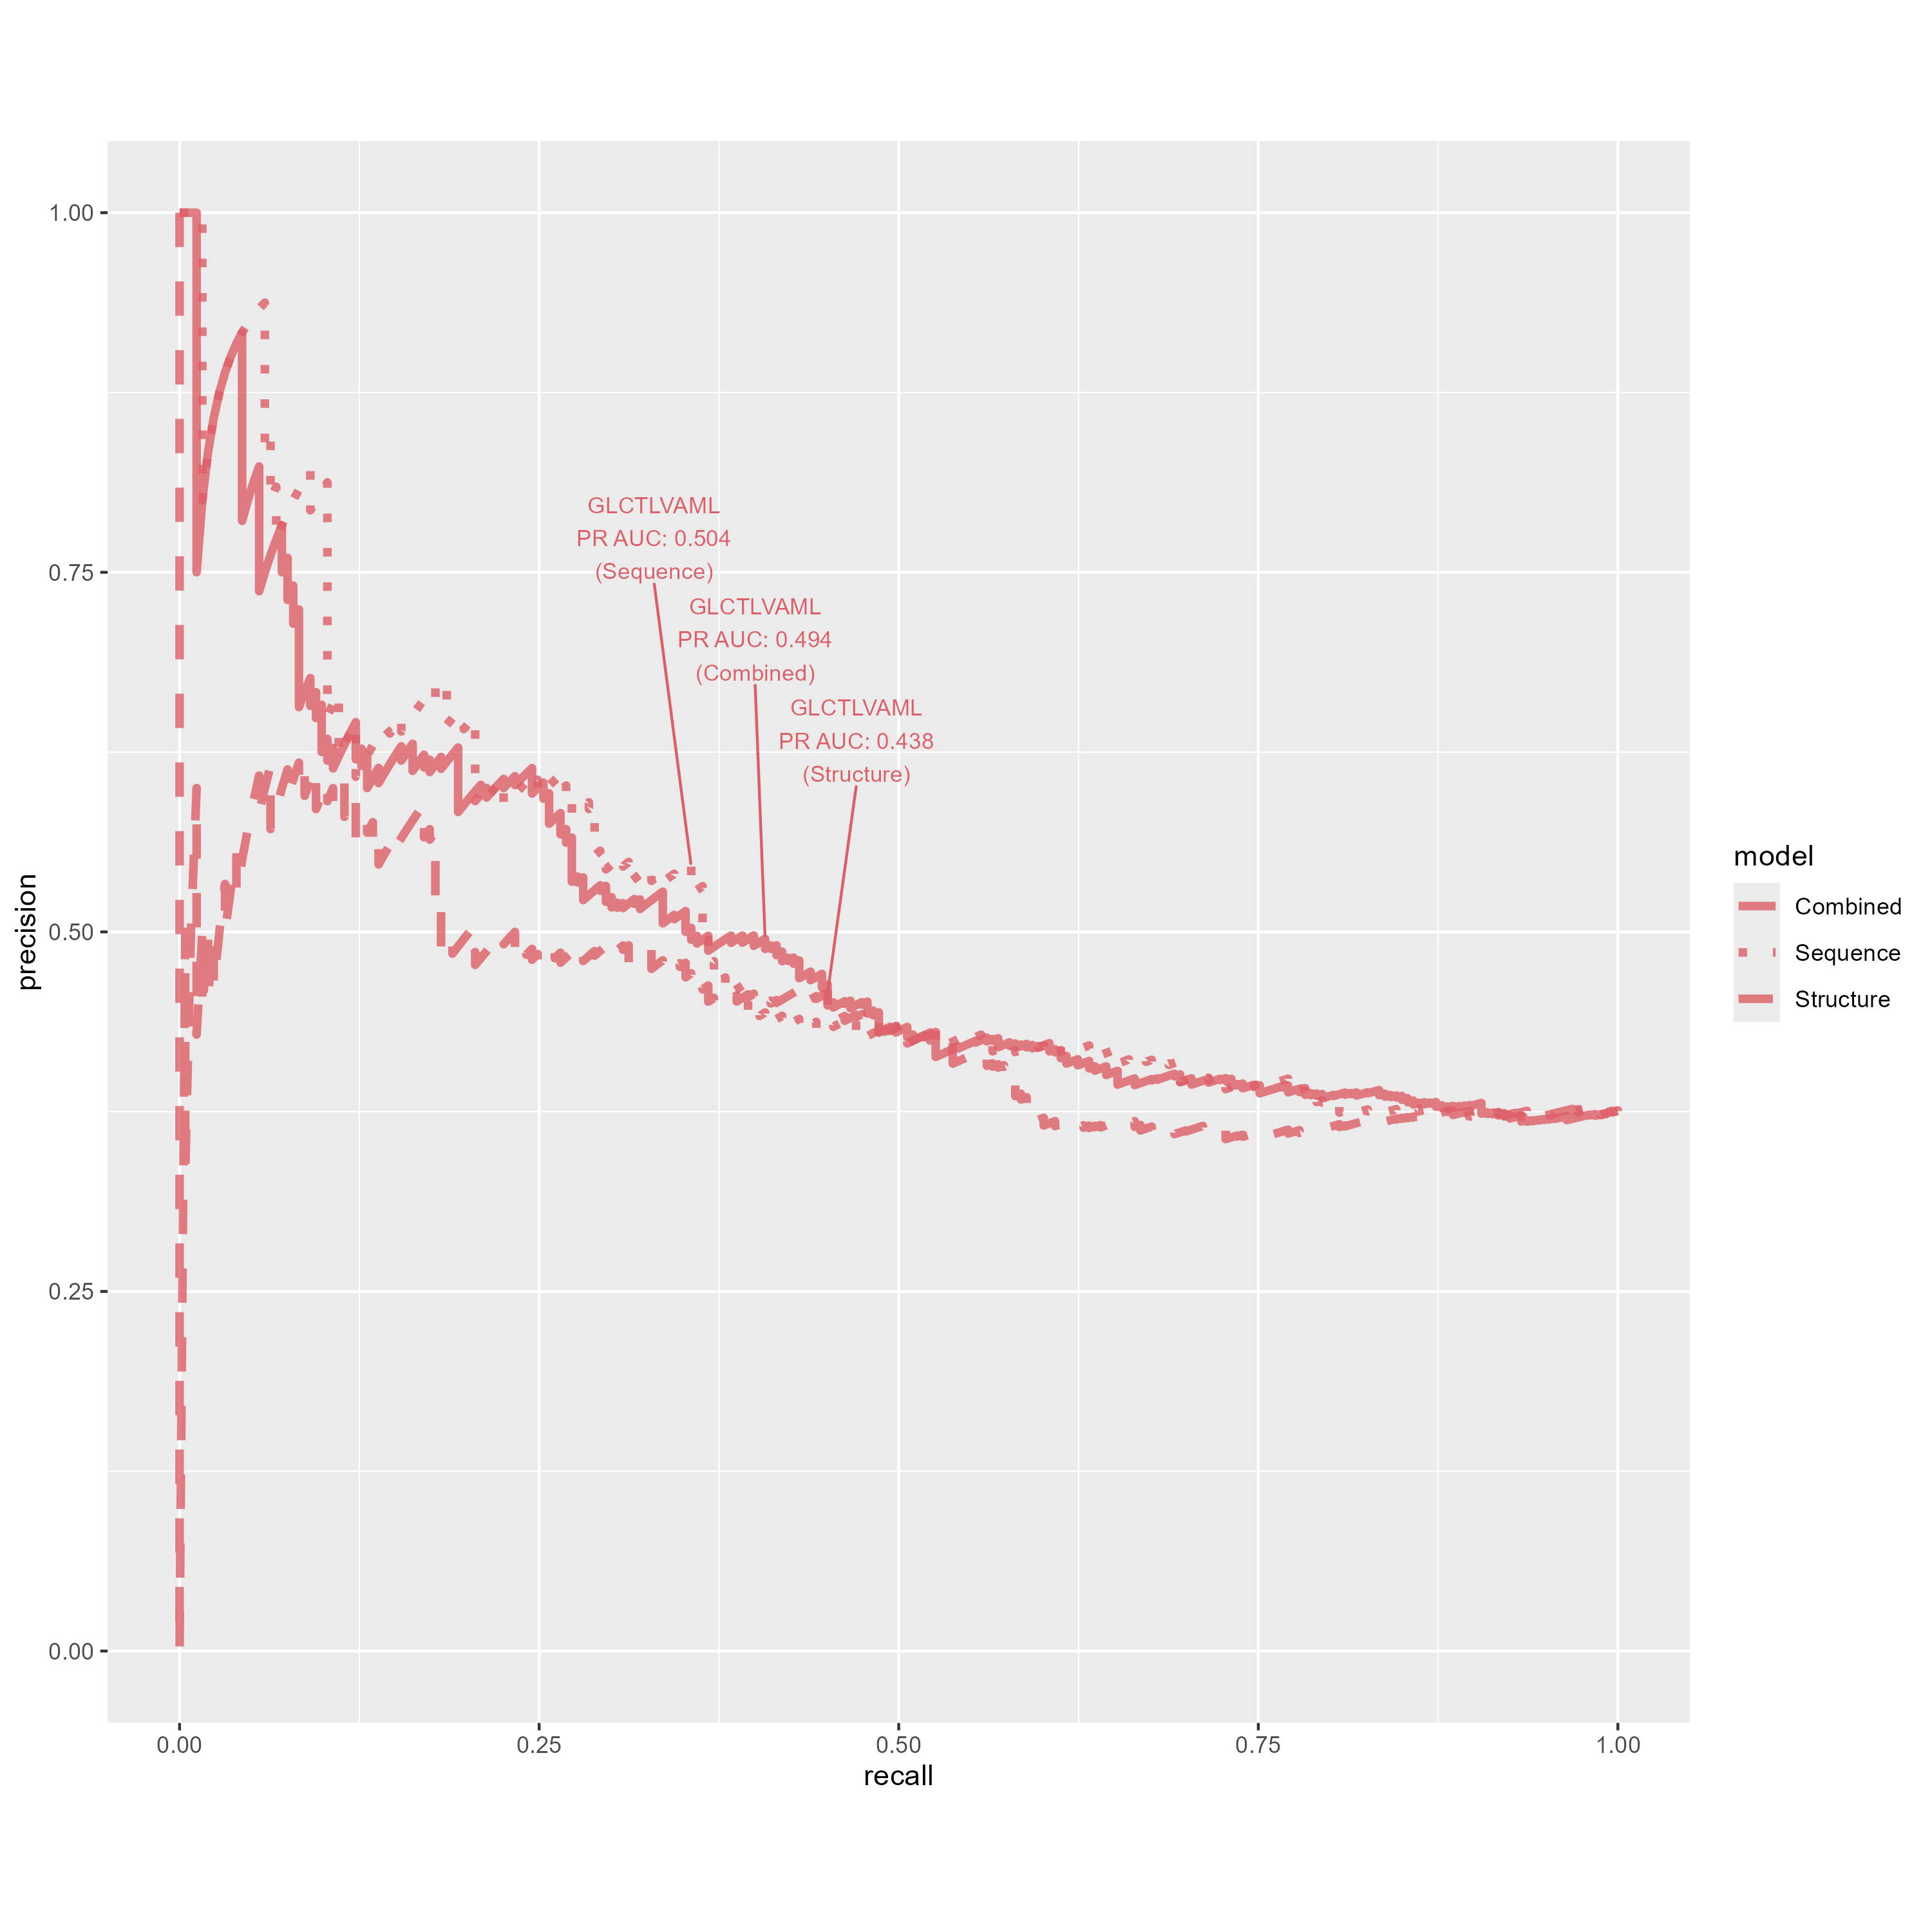 1.00
0.75
0.50
0.25
0.00
precision
GLCTLVAML
PR AUC: 0.504
(Sequence)
GLCTLVAML
PR AUC: 0.494
(Combined)
GLCTLVAML
PR AUC: 0.438
(Structure)
model
Combined
Sequence
Structure
0.00
0.25
0.50
0.75
1.00
recall